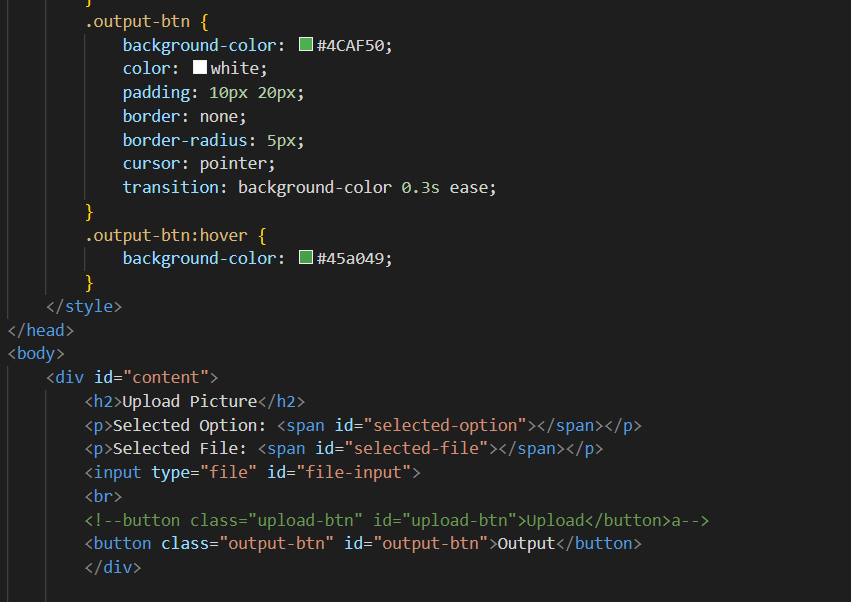 }
.output-btn {
background-color: #4CAF50;
color: white;
padding: 10px 20px;
border: none;
border-radius: 5px;
cursor: pointer;
transition: background-color 0.3s ease;
}
.output-btn:hover {
background-color: #45a049;
}
</style>
</head>
<body>
<div id="content">
<h2>Upload Picture</h2>
<p>Selected Option: <span id="selected-option"></span></p>
<p>Selected File: <span id="selected-file"></span></p>
<input type="file" id="file-input">
<br>
<!--button class="upload-btn" id="upload-btn">Upload</button>a-->
<button class="output-btn" id="output-btn">Output</button>
</div>